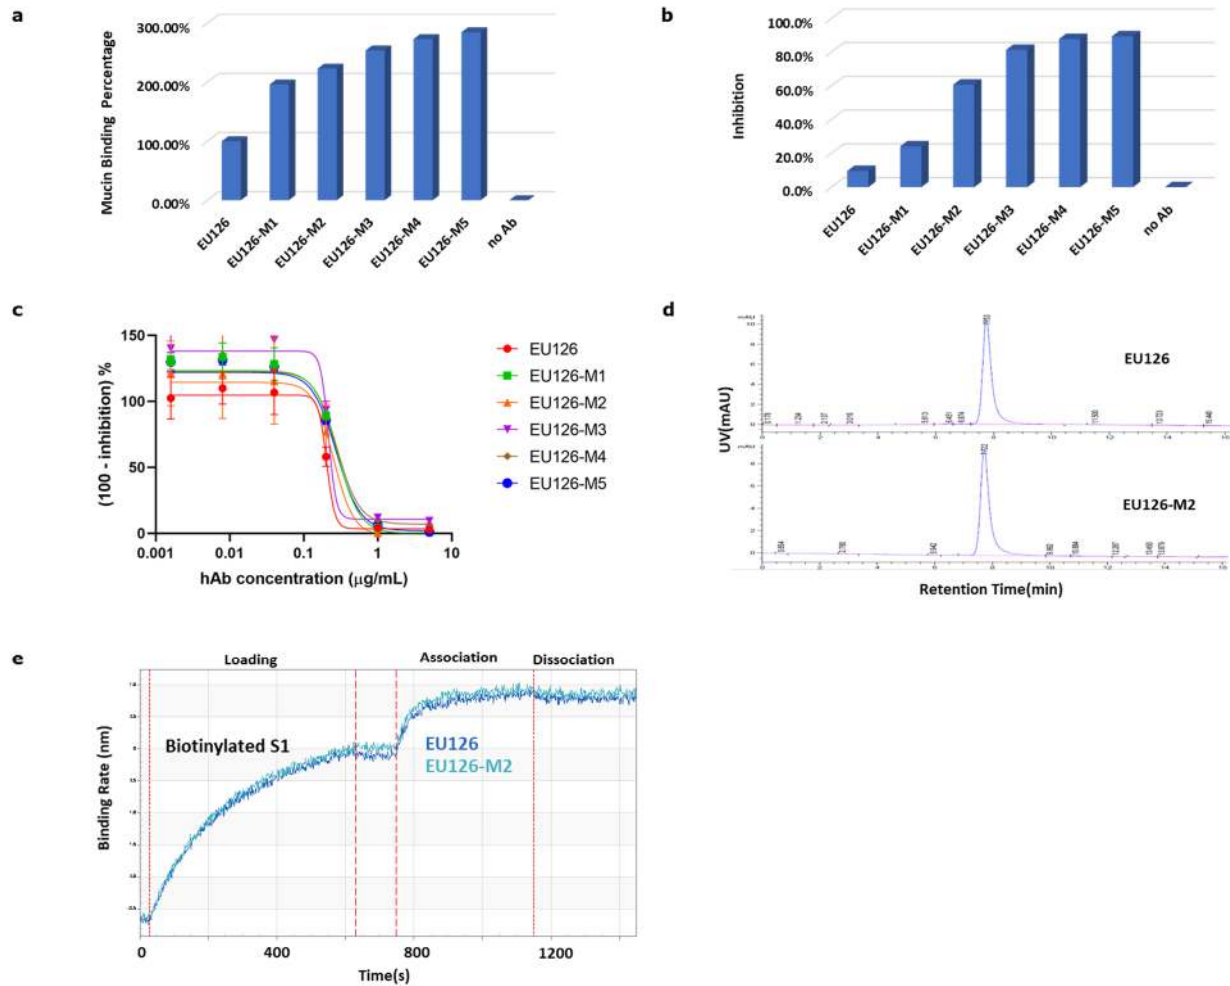 a
Mucin Binding Percentage
300.00%
200.00%
100.00%
0.00%
EU126
EU126-M1
EU126-M2
EU126-M3
EU126-M4
EU126-M5
no Ab
b
Inhibition
100.0%
80.0%
60.0%
40.0%
20.0%
0.0%
EU126
EU126-M1
EU126-M2
EU126-M3
EU126-M4
EU126-M5
no Ab
c
(100 - inhibition) %
150
100
50
0
0.001
0.01
0.1
1
10
hAb concentration (μg/mL)
EU126
EU126-M1
EU126-M2
EU126-M3
EU126-M4
EU126-M5
d
UV(mAU)
EU126
EU126-M2
Retention Time(min)
e
Loading
Association
Dissociation
Biotinylated S1
EU126
EU126-M2
Binding Rate (nm)
0
400
800
1200
Time(s)